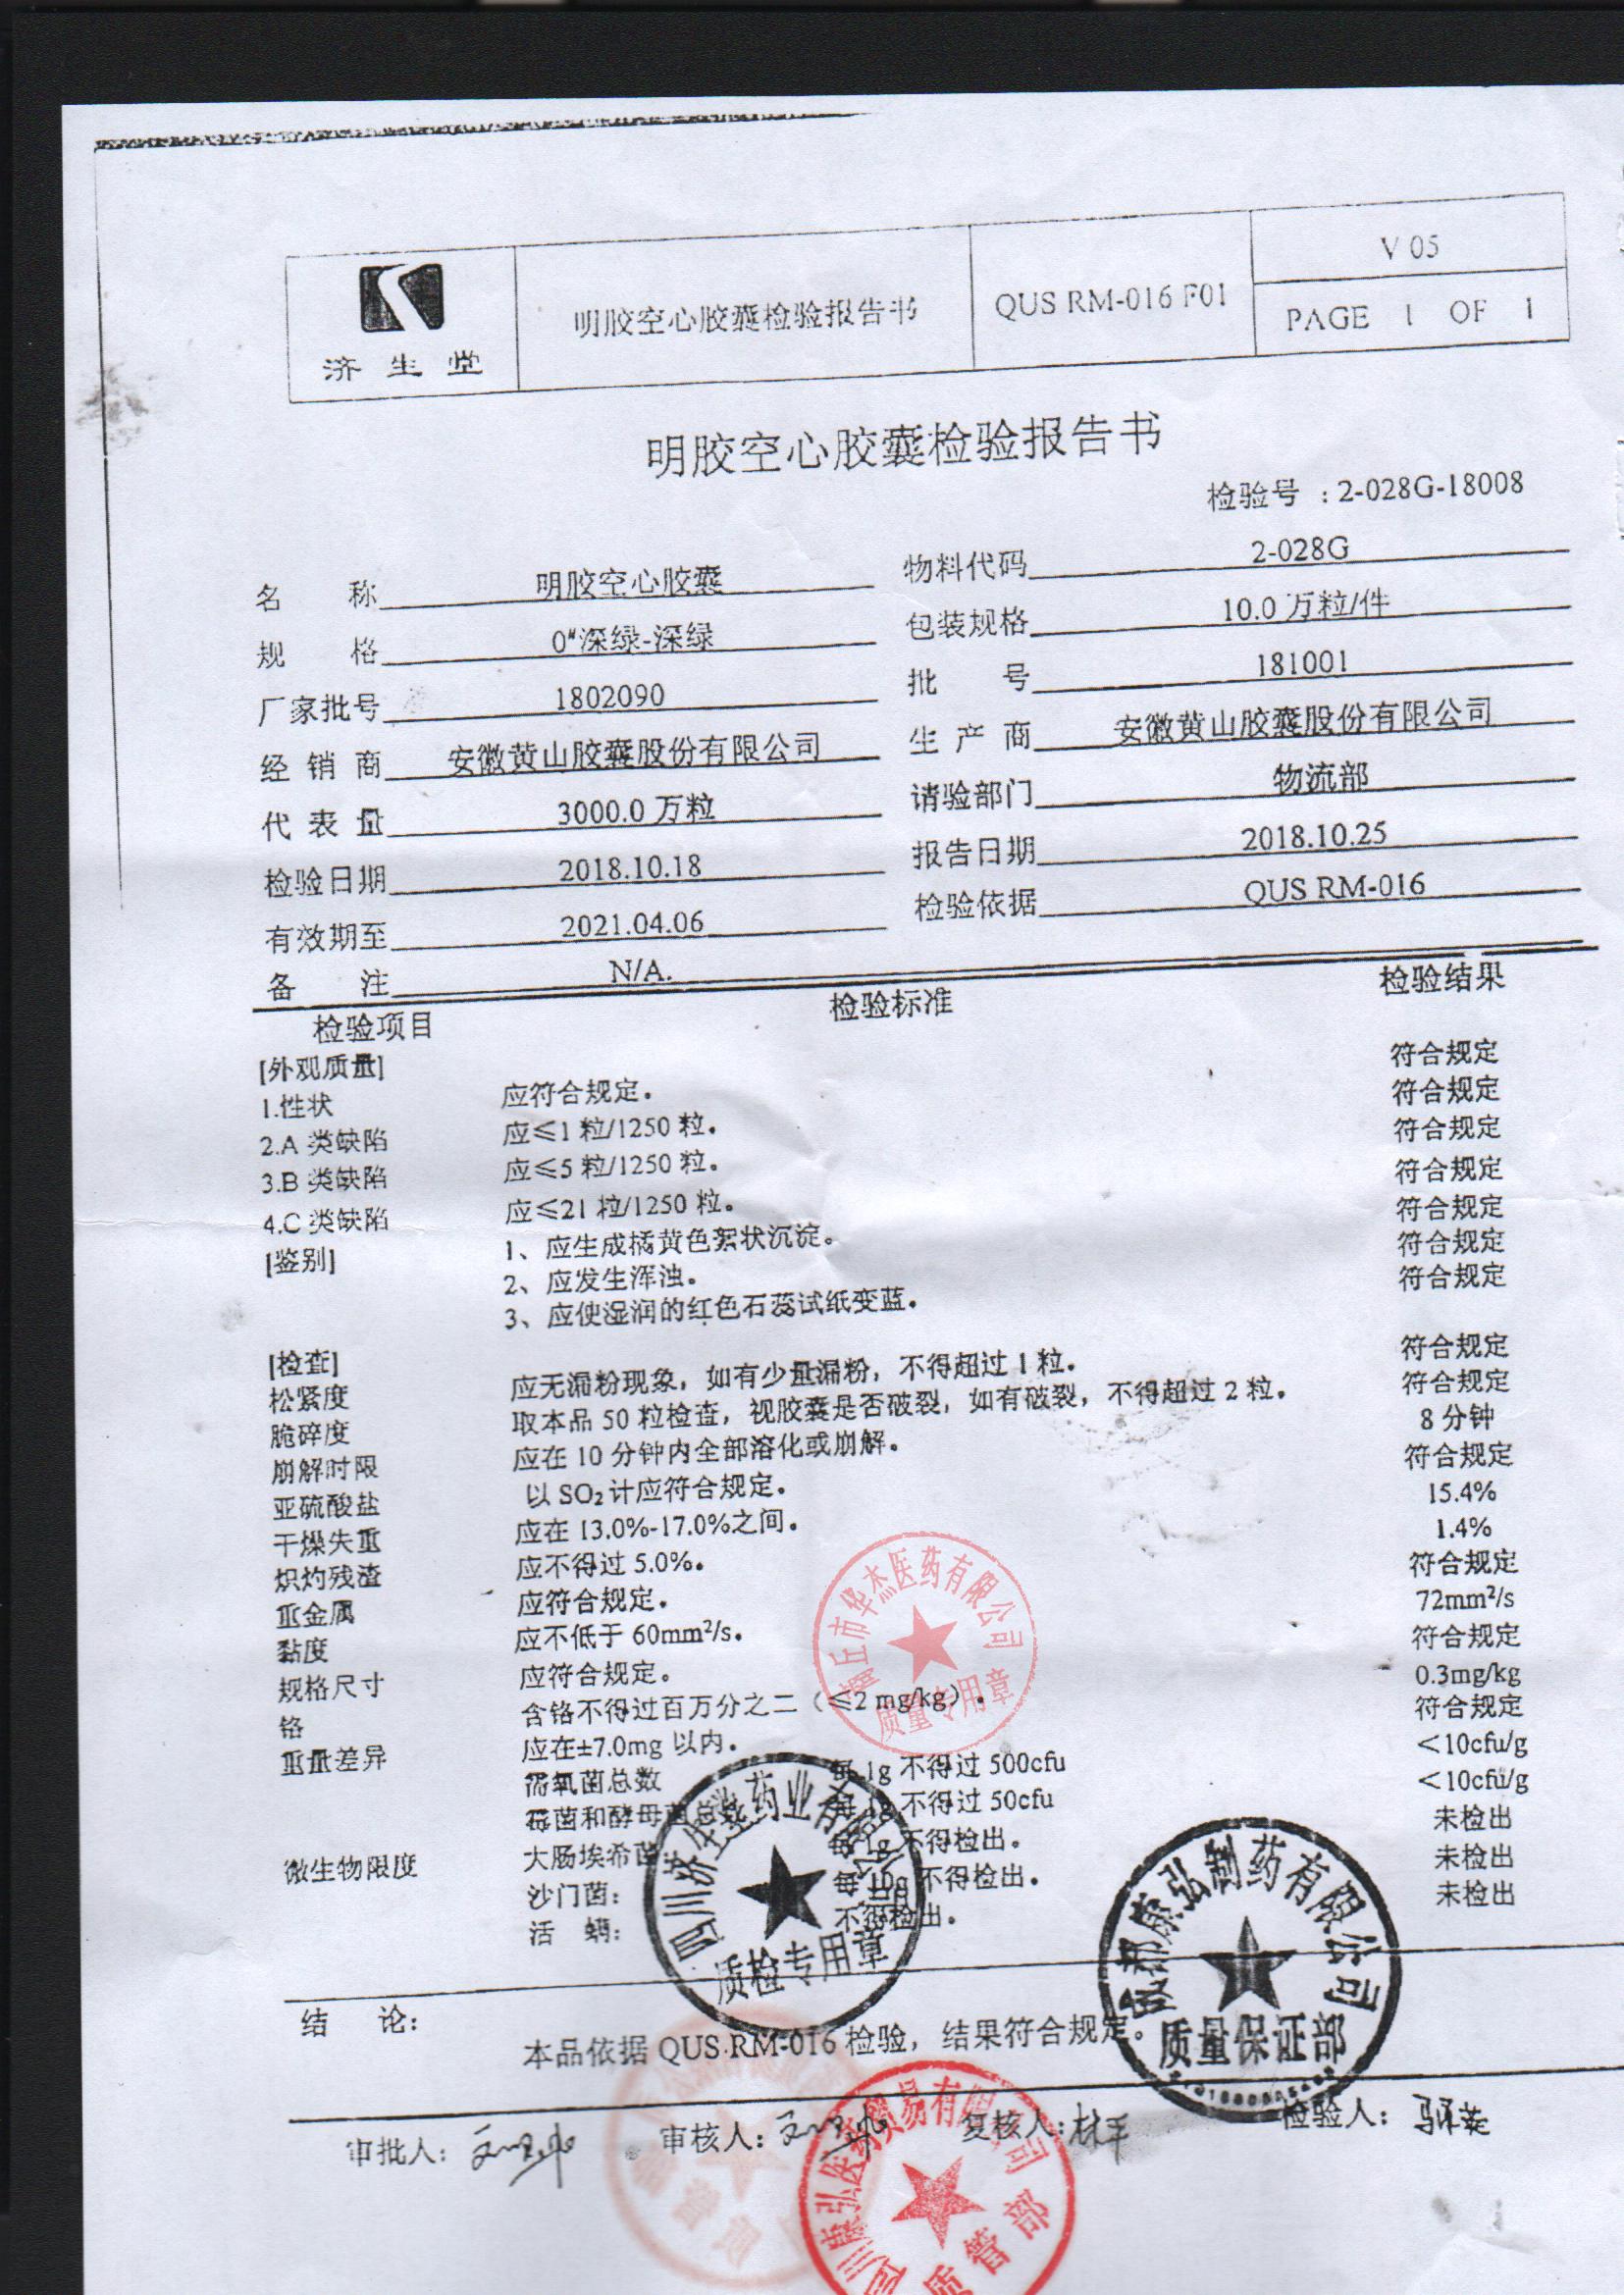 济生堂
明胶空心胶囊检验报告书
QUS RM-016 F01
V 05
PAGE 1 OF 1
明胶空心胶囊检验报告书
检验号：2-028G-18008
名 称 明胶空心胶囊 物料代码 2-028G
规 格 0#深绿-深绿 包装规格 10.0 万粒/件
厂家批号 1802090 批 号 181001
经 销 商 安徽黄山胶囊股份有限公司 生 产 商 安徽黄山胶囊股份有限公司
代 表 量 3000.0 万粒 请验部门 物流部
检验日期 2018.10.18 报告日期 2018.10.25
有效期至 2021.04.06 检验依据 QUS RM-016
备 注 N/A.
检验项目 检验标准 检验结果
[外观质量] 符合规定
1.性状 应符合规定。 符合规定
2.A 类缺陷 应≤1 粒/1250 粒。 符合规定
3.B 类缺陷 应≤5 粒/1250 粒。 符合规定
4.C 类缺陷 应≤21 粒/1250 粒。 符合规定
[鉴别] 1、应生成橘黄色絮状沉淀。 符合规定
2、应发生浑浊。 符合规定
3、应使湿润的红色石蕊试纸变蓝。
[检查]
松紧度 应无漏粉现象，如有少量漏粉，不得超过 1 粒。 符合规定
脆碎度 取本品 50 粒检查，视胶囊是否破裂，如有破裂，不得超过 2 粒。 符合规定
崩解时限 应在 10 分钟内全部溶化或崩解。 8 分钟
亚硫酸盐 以 SO₂ 计应符合规定。 符合规定
干燥失重 应在 13.0%-17.0%之间。 15.4%
炽灼残渣 应不得过 5.0%。 1.4%
重金属 应符合规定。 符合规定
黏度 应不低于 60mm²/s。 72mm²/s
规格尺寸 应符合规定。 符合规定
铬 含铬不得过百万分之二（≤2 mg/kg）。 0.3mg/kg
重量差异 应在±7.0mg 以内。 符合规定
需氧菌总数 每 1g 不得过 500cfu <10cfu/g
霉菌和酵母菌总数 每 1g 不得过 50cfu <10cfu/g
微生物限度 大肠埃希菌 每 1g 不得检出。 未检出
沙门菌： 每 10g 不得检出。 未检出
活 螨： 不得检出。 未检出
商丘市华杰医药有限公司
质量专用章
四川济生堂药业有限公司
质检专用章
成都康弘制药有限公司
质量保证部
结 论：
本品依据 QUS RM-016 检验，结果符合规定。
审批人： 审核人： 复核人： 检验人：
四川康弘医药贸易有限公司
质管部